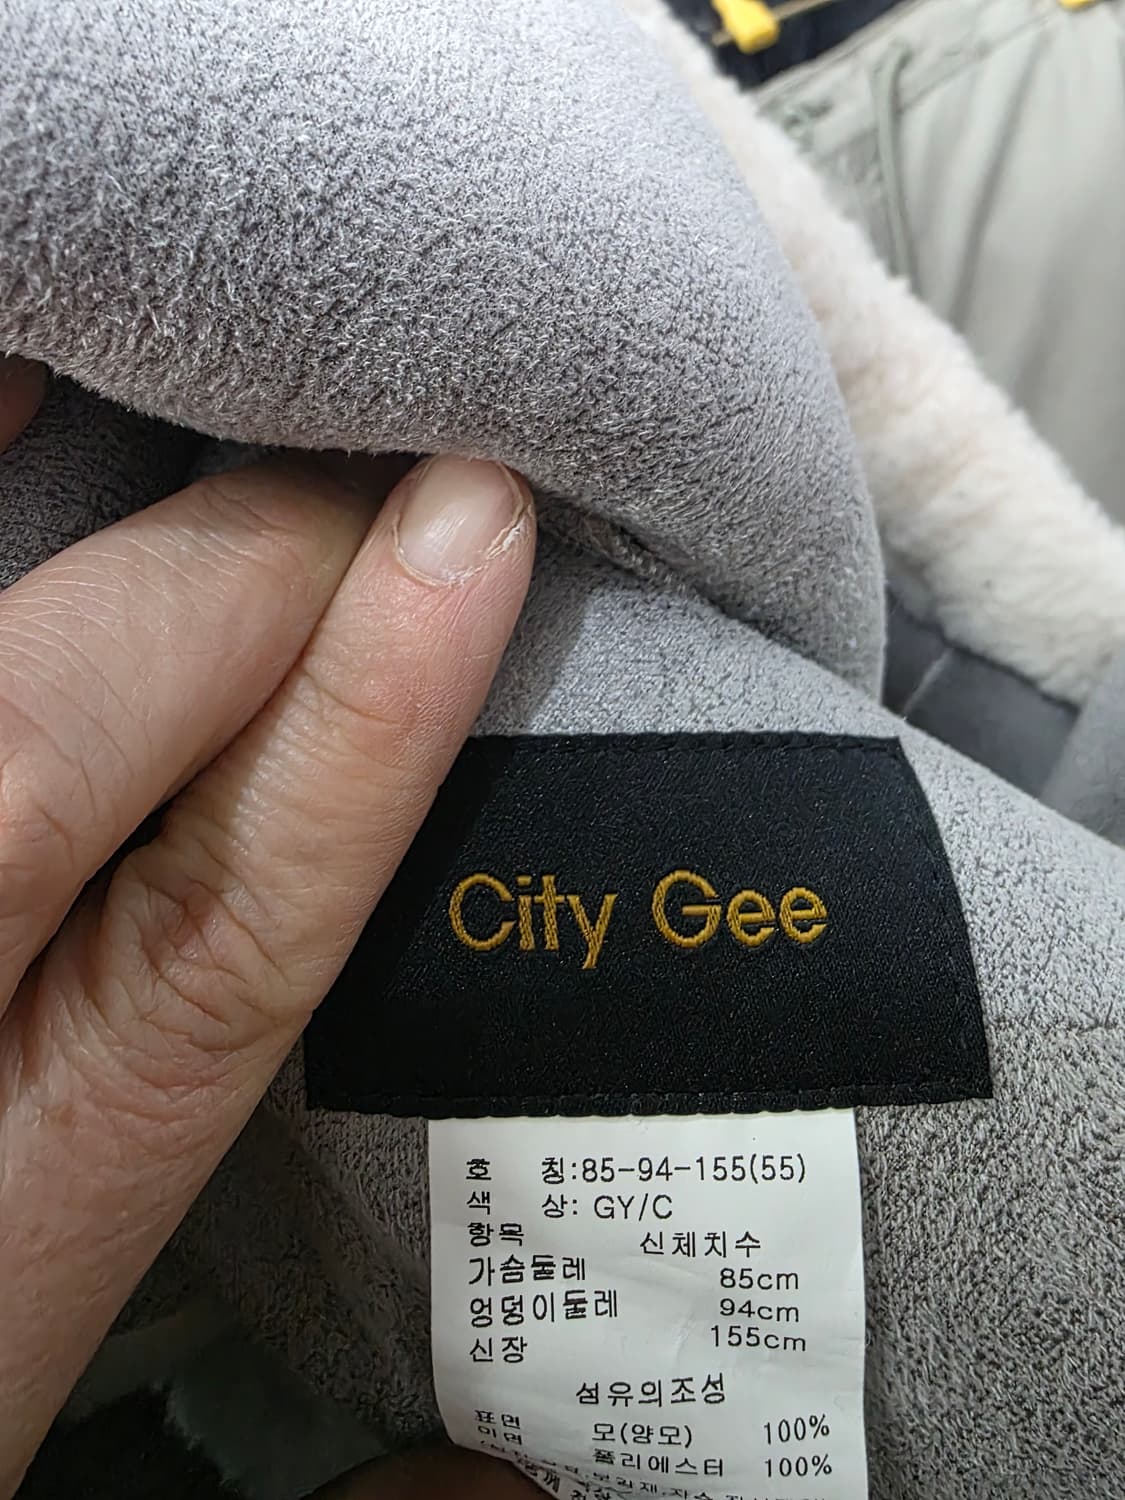 City Gee
호 칭:85-94-155(55)
색 상: GY/C
항목 신체치수
가슴둘레 85cm
엉덩이둘레 94cm
신장 155cm
섬유의조성
표면 모(양모) 100%
이면 폴리에스터 100%